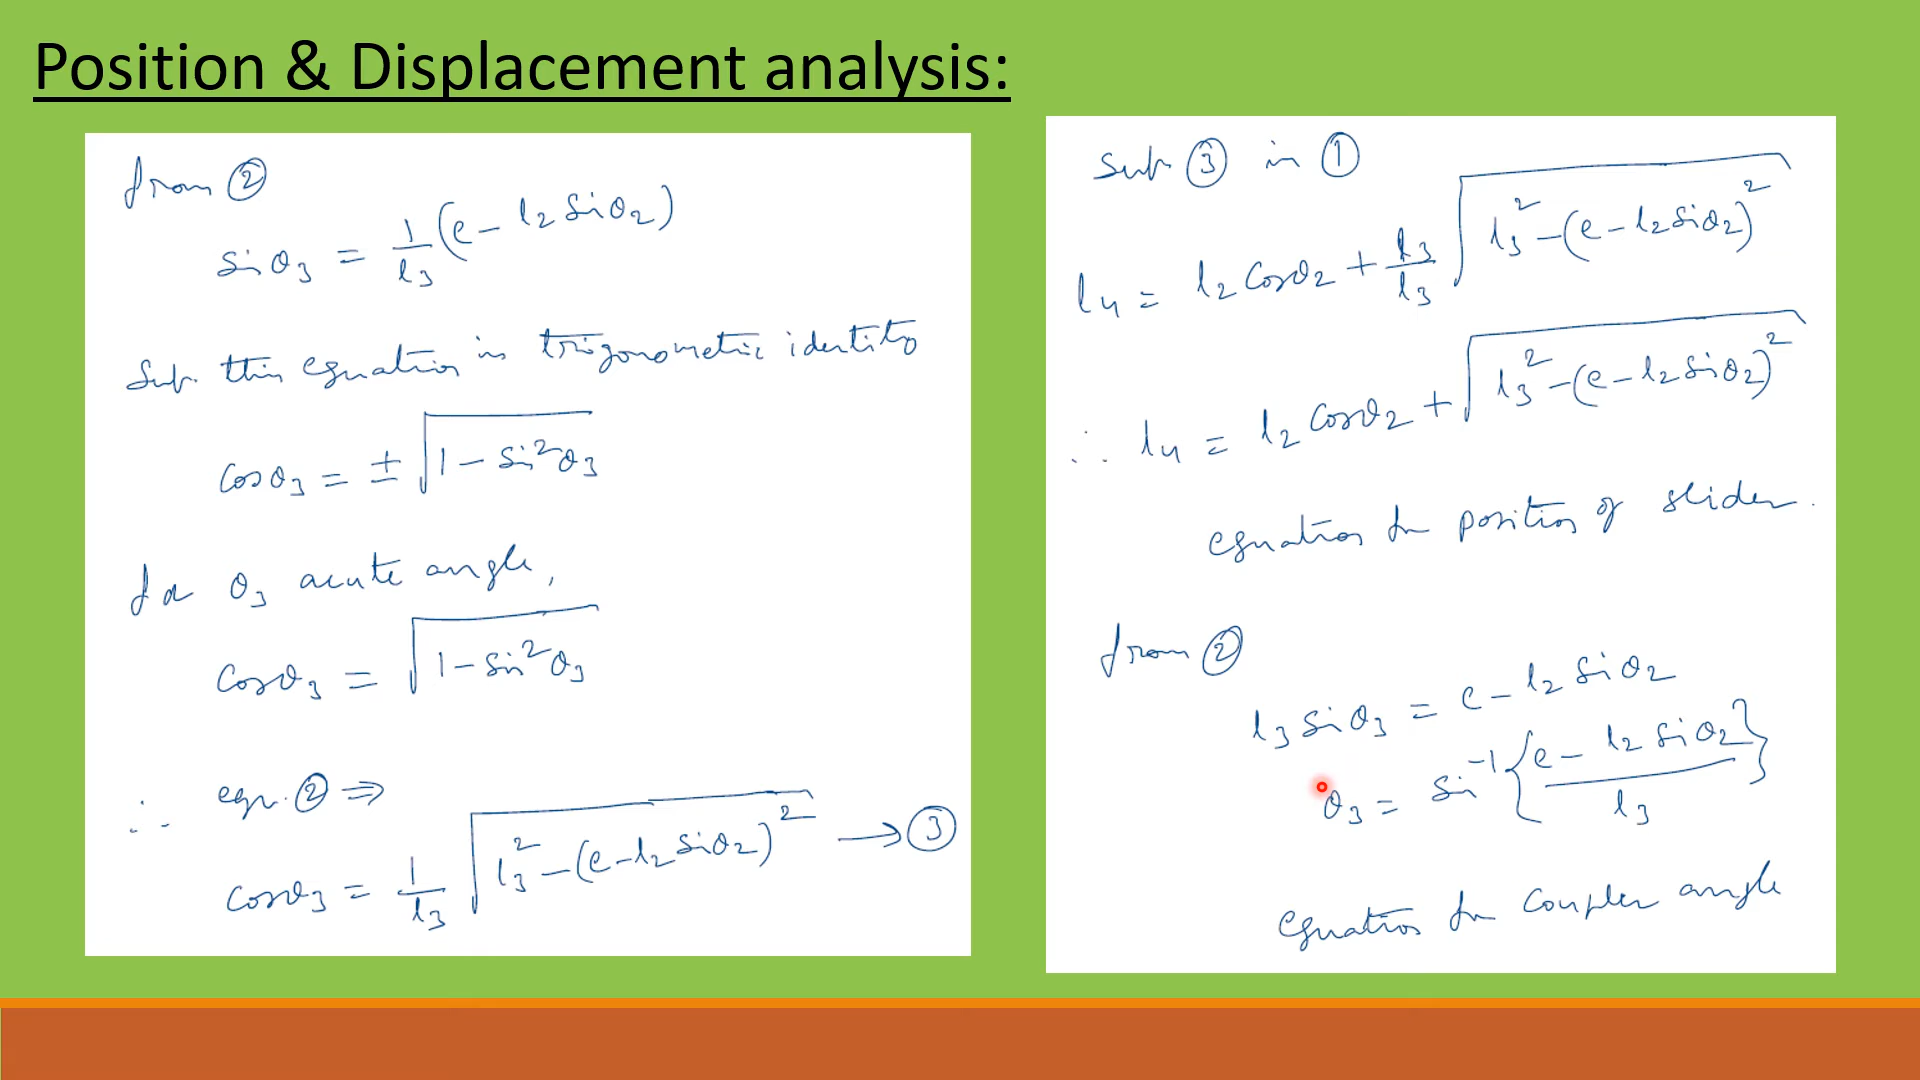 Position & Displacement analysis:
from ②
sin θ₃ = 1/l₃ (e – l₂ sin θ₂)
Sub. this equation in trigonometric identity
cos θ₃ = ± √(1 – sin² θ₃)
for θ₃ acute angle,
cos θ₃ = √(1 – sin² θ₃)
∴ eqn. ② ⇒
cos θ₃ = 1/l₃ √(l₃² – (e – l₂ sin θ₂)²) → ③
Sub ③ in ①
l₄ = l₂ cos θ₂ + l₃/l₃ √(l₃² – (e – l₂ sin θ₂)²)
∴ l₄ = l₂ cos θ₂ + √(l₃² – (e – l₂ sin θ₂)²)
equation for position of slider.
from ②
l₃ sin θ₃ = e – l₂ sin θ₂
θ₃ = sin⁻¹ {(e – l₂ sin θ₂)/l₃}
equation for coupler angle